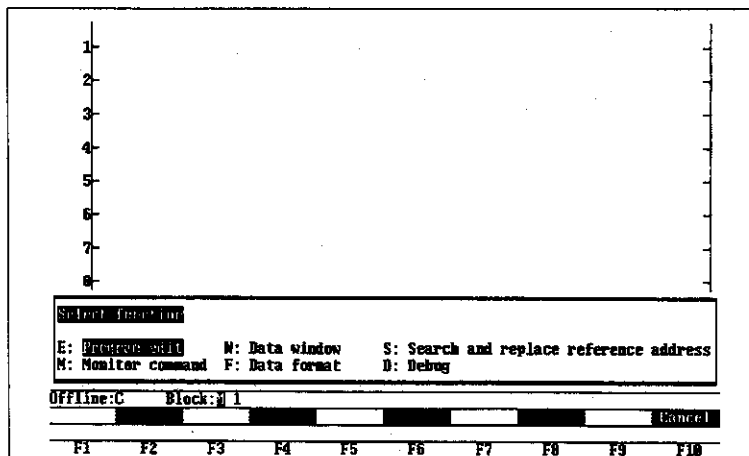 1
2
3
4
5
6
7
8
Select function
E: Program edit W: Data window S: Search and replace reference address
M: Monitor command F: Data format D: Debug
Offline:C Block: 1
Cancel
F1 F2 F3 F4 F5 F6 F7 F8 F9 F10